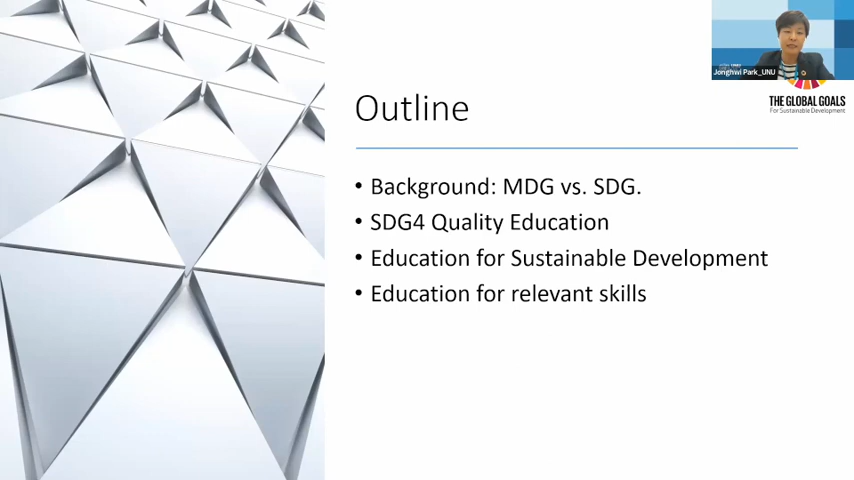 Jonghwi Park_UNU
THE GLOBAL GOALS
For Sustainable Development
Outline
• Background: MDG vs. SDG.
• SDG4 Quality Education
• Education for Sustainable Development
• Education for relevant skills